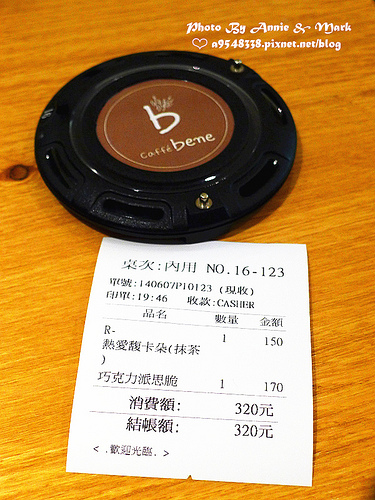 Photo By Annie & Mark
a9548338.pixnet.net/blog
b
Caffé bene
桌次:內用 NO.16-123
單號:140607P10123 (現收)
印單:19:46 收款:CASHER
品名 數量 金額
R- 1 150
熱愛馥卡朵(抹茶
)
巧克力派思脆 1 170
消費額: 320元
結帳額: 320元
< .歡迎光臨. >